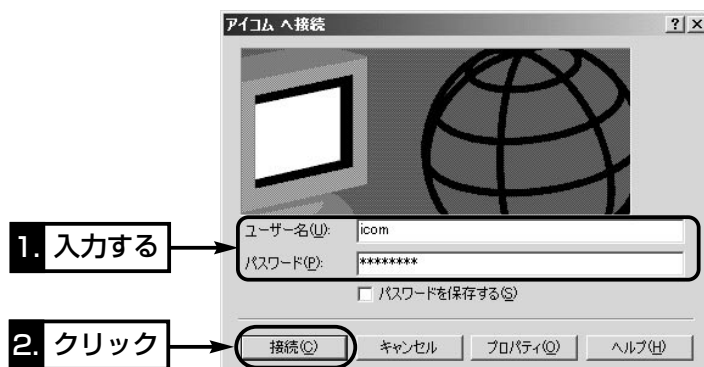 アイコム へ接続
ユーザー名(U): icom
パスワード(P): ********
パスワードを保存する(S)
接続(C) キャンセル プロパティ(O) ヘルプ(H)
1. 入力する
2. クリック